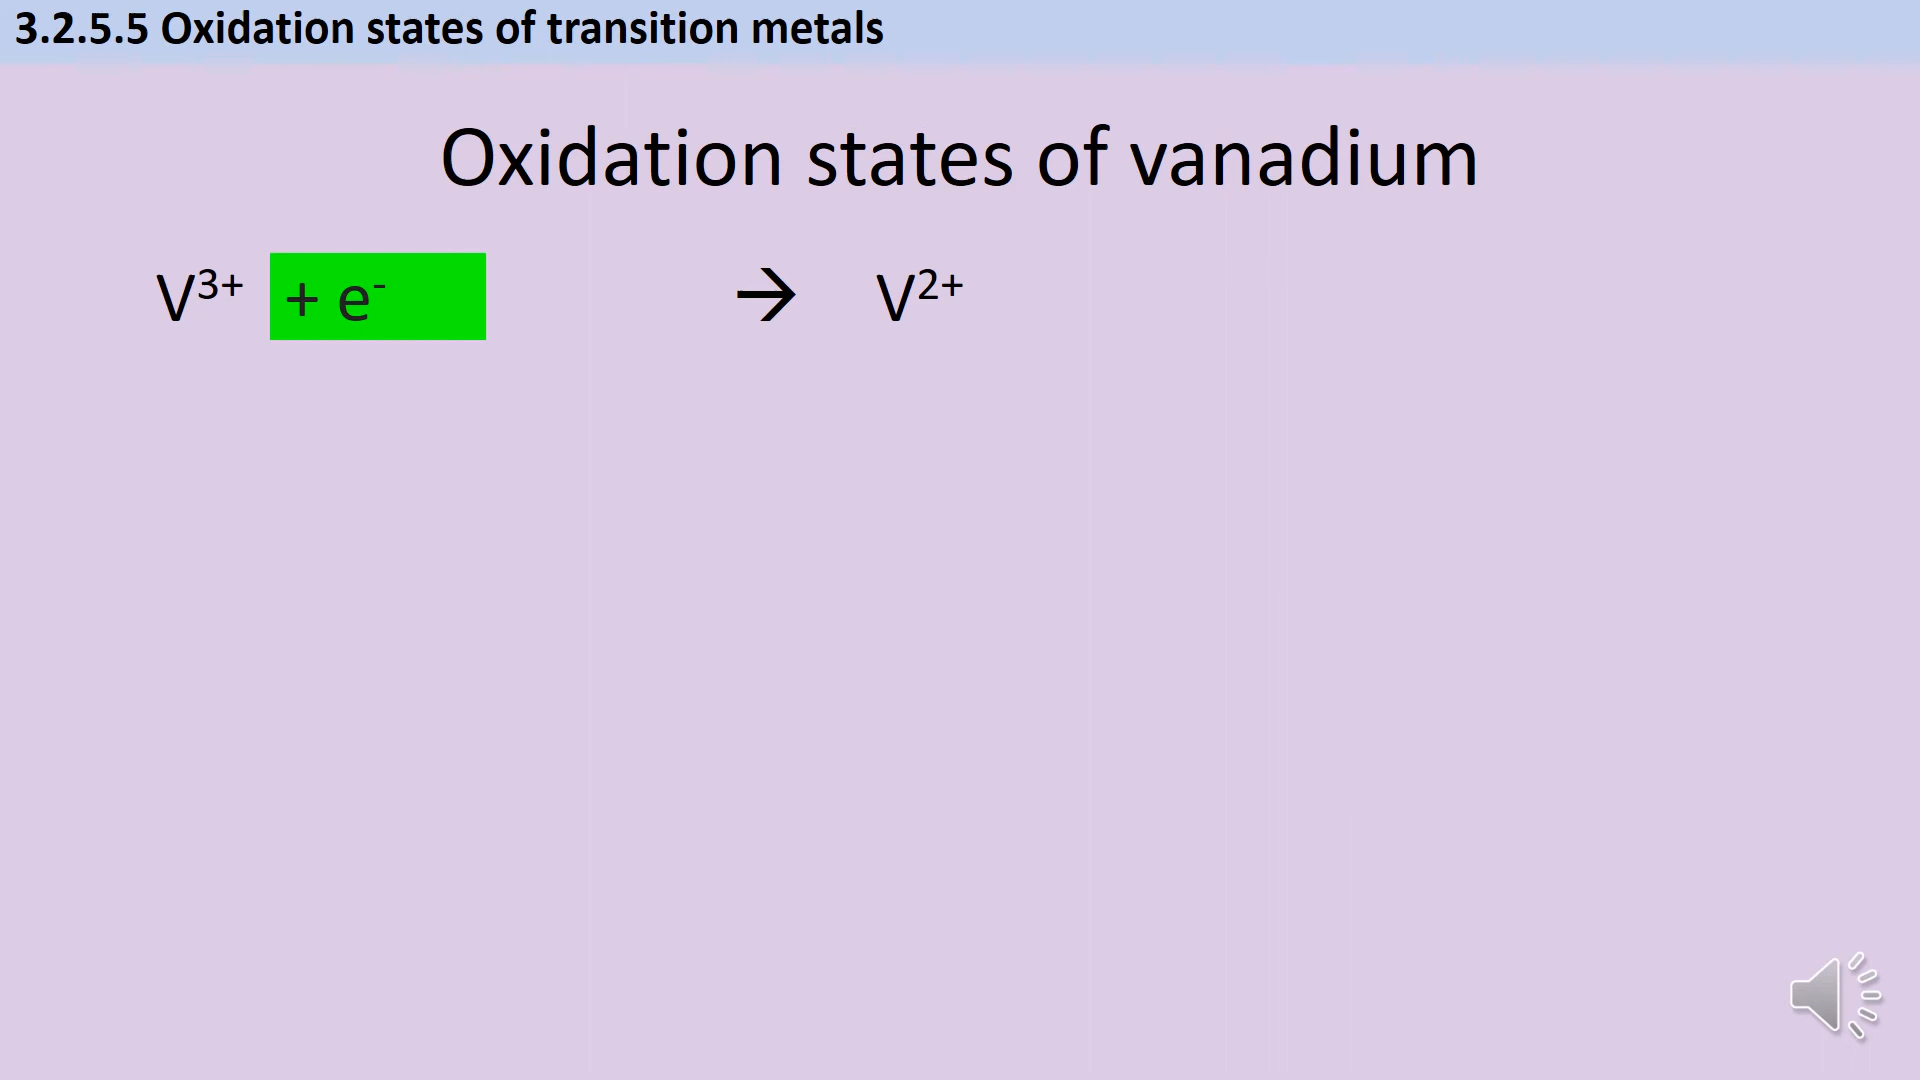 3.2.5.5 Oxidation states of transition metals
Oxidation states of vanadium
V³⁺ + e⁻ → V²⁺